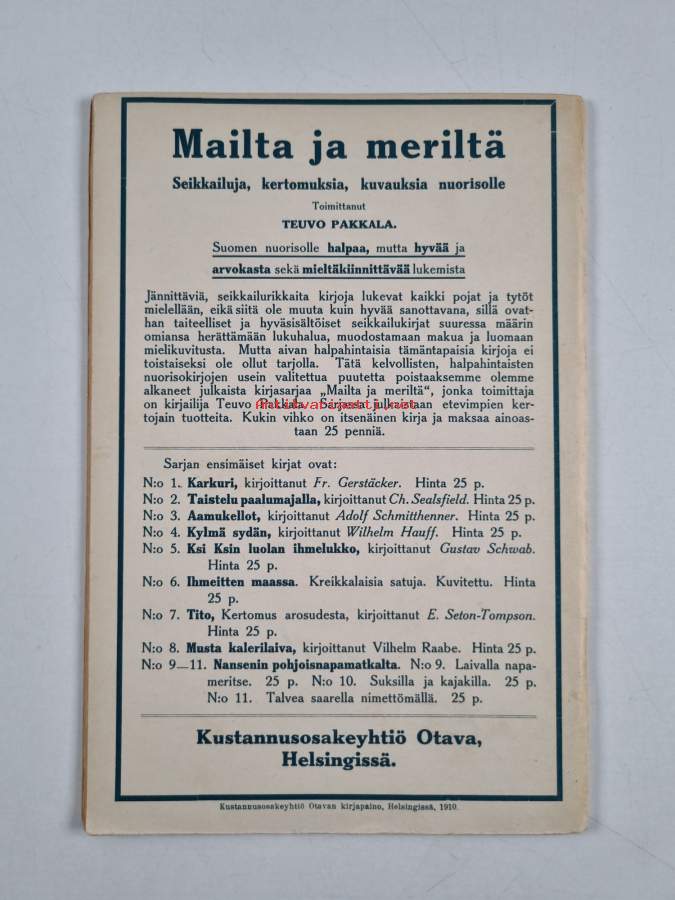 Mailta ja meriltä
Seikkailuja, kertomuksia, kuvauksia nuorisolle
Toimittanut
TEUVO PAKKALA.
Suomen nuorisolle halpaa, mutta hyvää ja
arvokasta sekä mieltäkiinnittävää lukemista
Jännittäviä, seikkailurikkaita kirjoja lukevat kaikki pojat ja tytöt
mielellään, eikä siitä ole muuta kuin hyvää sanottavana, sillä ovat-
han taiteelliset ja hyväsisältöiset seikkailukirjat suuressa määrin
omiansa herättämään lukuhalua, muodostamaan makua ja luomaan
mielikuvitusta. Mutta aivan halpahintaisia tämäntapaisia kirjoja ei
toistaiseksi ole ollut tarjolla. Tätä kelvollisten, halpahintaisten
nuorisokirjojen usein valitettua puutetta poistaaksemme olemme
alkaneet julkaista kirjasarjaa „Mailta ja meriltä“, jonka toimittaja
on kirjailija Teuvo Pakkala. Sarjassa julkaistaan etevimpien ker-
tojain tuotteita. Kukin vihko on itsenäinen kirja ja maksaa ainoas-
taan 25 penniä.
Sarjan ensimäiset kirjat ovat:
N:o 1. Karkuri, kirjoittanut Fr. Gerstäcker. Hinta 25 p.
N:o 2. Taistelu paalumajalla, kirjoittanut Ch. Sealsfield. Hinta 25 p.
N:o 3. Aamukellot, kirjoittanut Adolf Schmitthenner. Hinta 25 p.
N:o 4. Kylmä sydän, kirjoittanut Wilhelm Hauff. Hinta 25 p.
N:o 5. Ksi Ksin luolan ihmelukko, kirjoittanut Gustav Schwab.
Hinta 25 p.
N:o 6. Ihmeitten maassa. Kreikkalaisia satuja. Kuvitettu. Hinta
25 p.
N:o 7. Tito, Kertomus arosudesta, kirjoittanut E. Seton-Tompson.
Hinta 25 p.
N:o 8. Musta kalerilaiva, kirjoittanut Vilhelm Raabe. Hinta 25 p.
N:o 9—11. Nansenin pohjoisnapamatkalta. N:o 9. Laivalla napa-
meritse. 25 p. N:o 10. Suksilla ja kajakilla. 25 p.
N:o 11. Talvea saarella nimettömällä. 25 p.
Kustannusosakeyhtiö Otava,
Helsingissä.
Kustannusosakeyhtiö Otavan kirjapaino, Helsingissä, 1910.